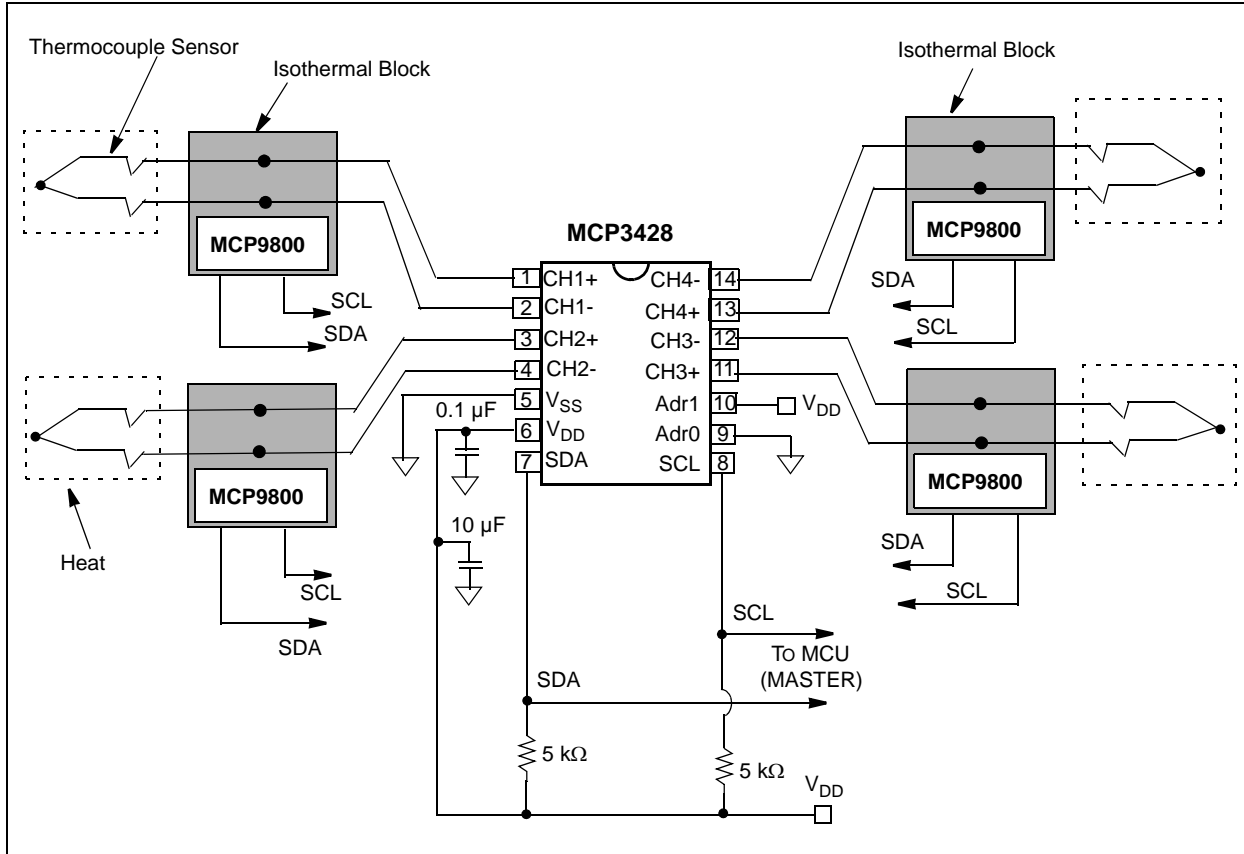 Thermocouple Sensor
Isothermal Block
Isothermal Block
MCP9800
SCL
SDA
MCP9800
SDA
SCL
MCP3428
1 CH1+
2 CH1-
3 CH2+
4 CH2-
5 VSS
6 VDD
7 SDA
CH4- 14
CH4+ 13
CH3- 12
CH3+ 11
Adr1 10
Adr0 9
SCL 8
VDD
0.1 µF
10 µF
MCP9800
Heat
SCL
SDA
MCP9800
SDA
SCL
SCL
TO MCU
(MASTER)
SDA
5 kΩ
5 kΩ
VDD